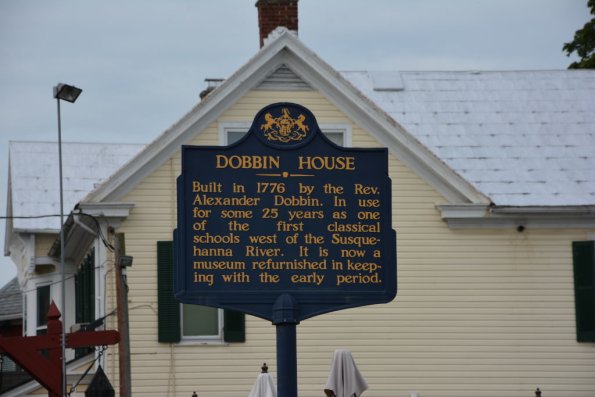 DOBBIN HOUSE
Built in 1776 by the Rev.
Alexander Dobbin. In use
for some 25 years as one
of the first classical
schools west of the Susque-
hanna River. It is now a
museum refurnished in keep-
ing with the early period.